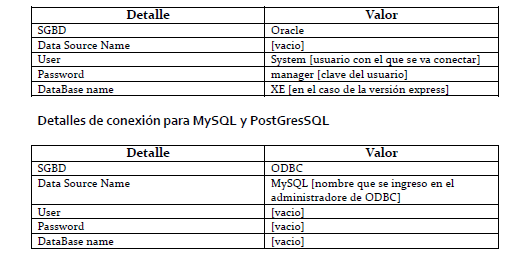 Detalle Valor
SGBD Oracle
Data Source Name [vacio]
User System [usuario con el que se va conectar]
Password manager [clave del usuario]
DataBase name XE [en el caso de la versión express]
Detalles de conexión para MySQL y PostGresSQL
Detalle Valor
SGBD ODBC
Data Source Name MySQL [nombre que se ingreso en el
administradore de ODBC]
User [vacio]
Password [vacio]
DataBase name [vacio]